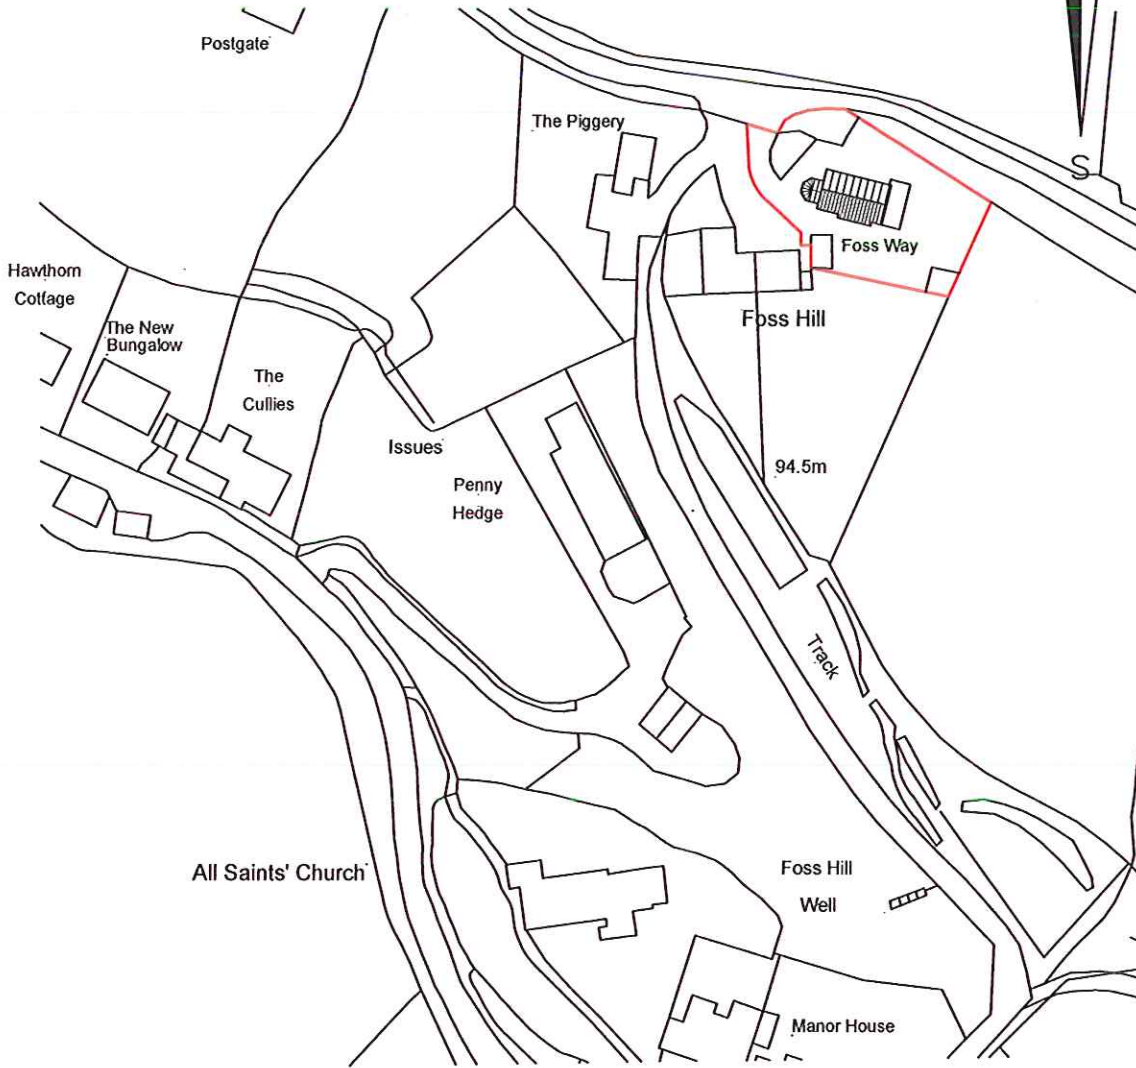 Postgate
The Piggery
S
Foss Way
Hawthorn
Cottage
Foss Hill
The New
Bungalow
The
Cullies
Issues
94.5m
Penny
Hedge
Track
All Saints' Church
Foss Hill
Well
Manor House